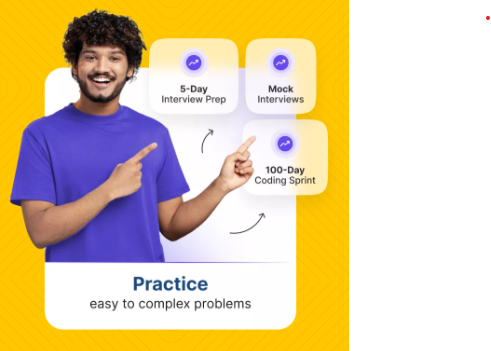 5-Day
Interview Prep
Mock
Interviews
100-Day
Coding Sprint
Practice
easy to complex problems